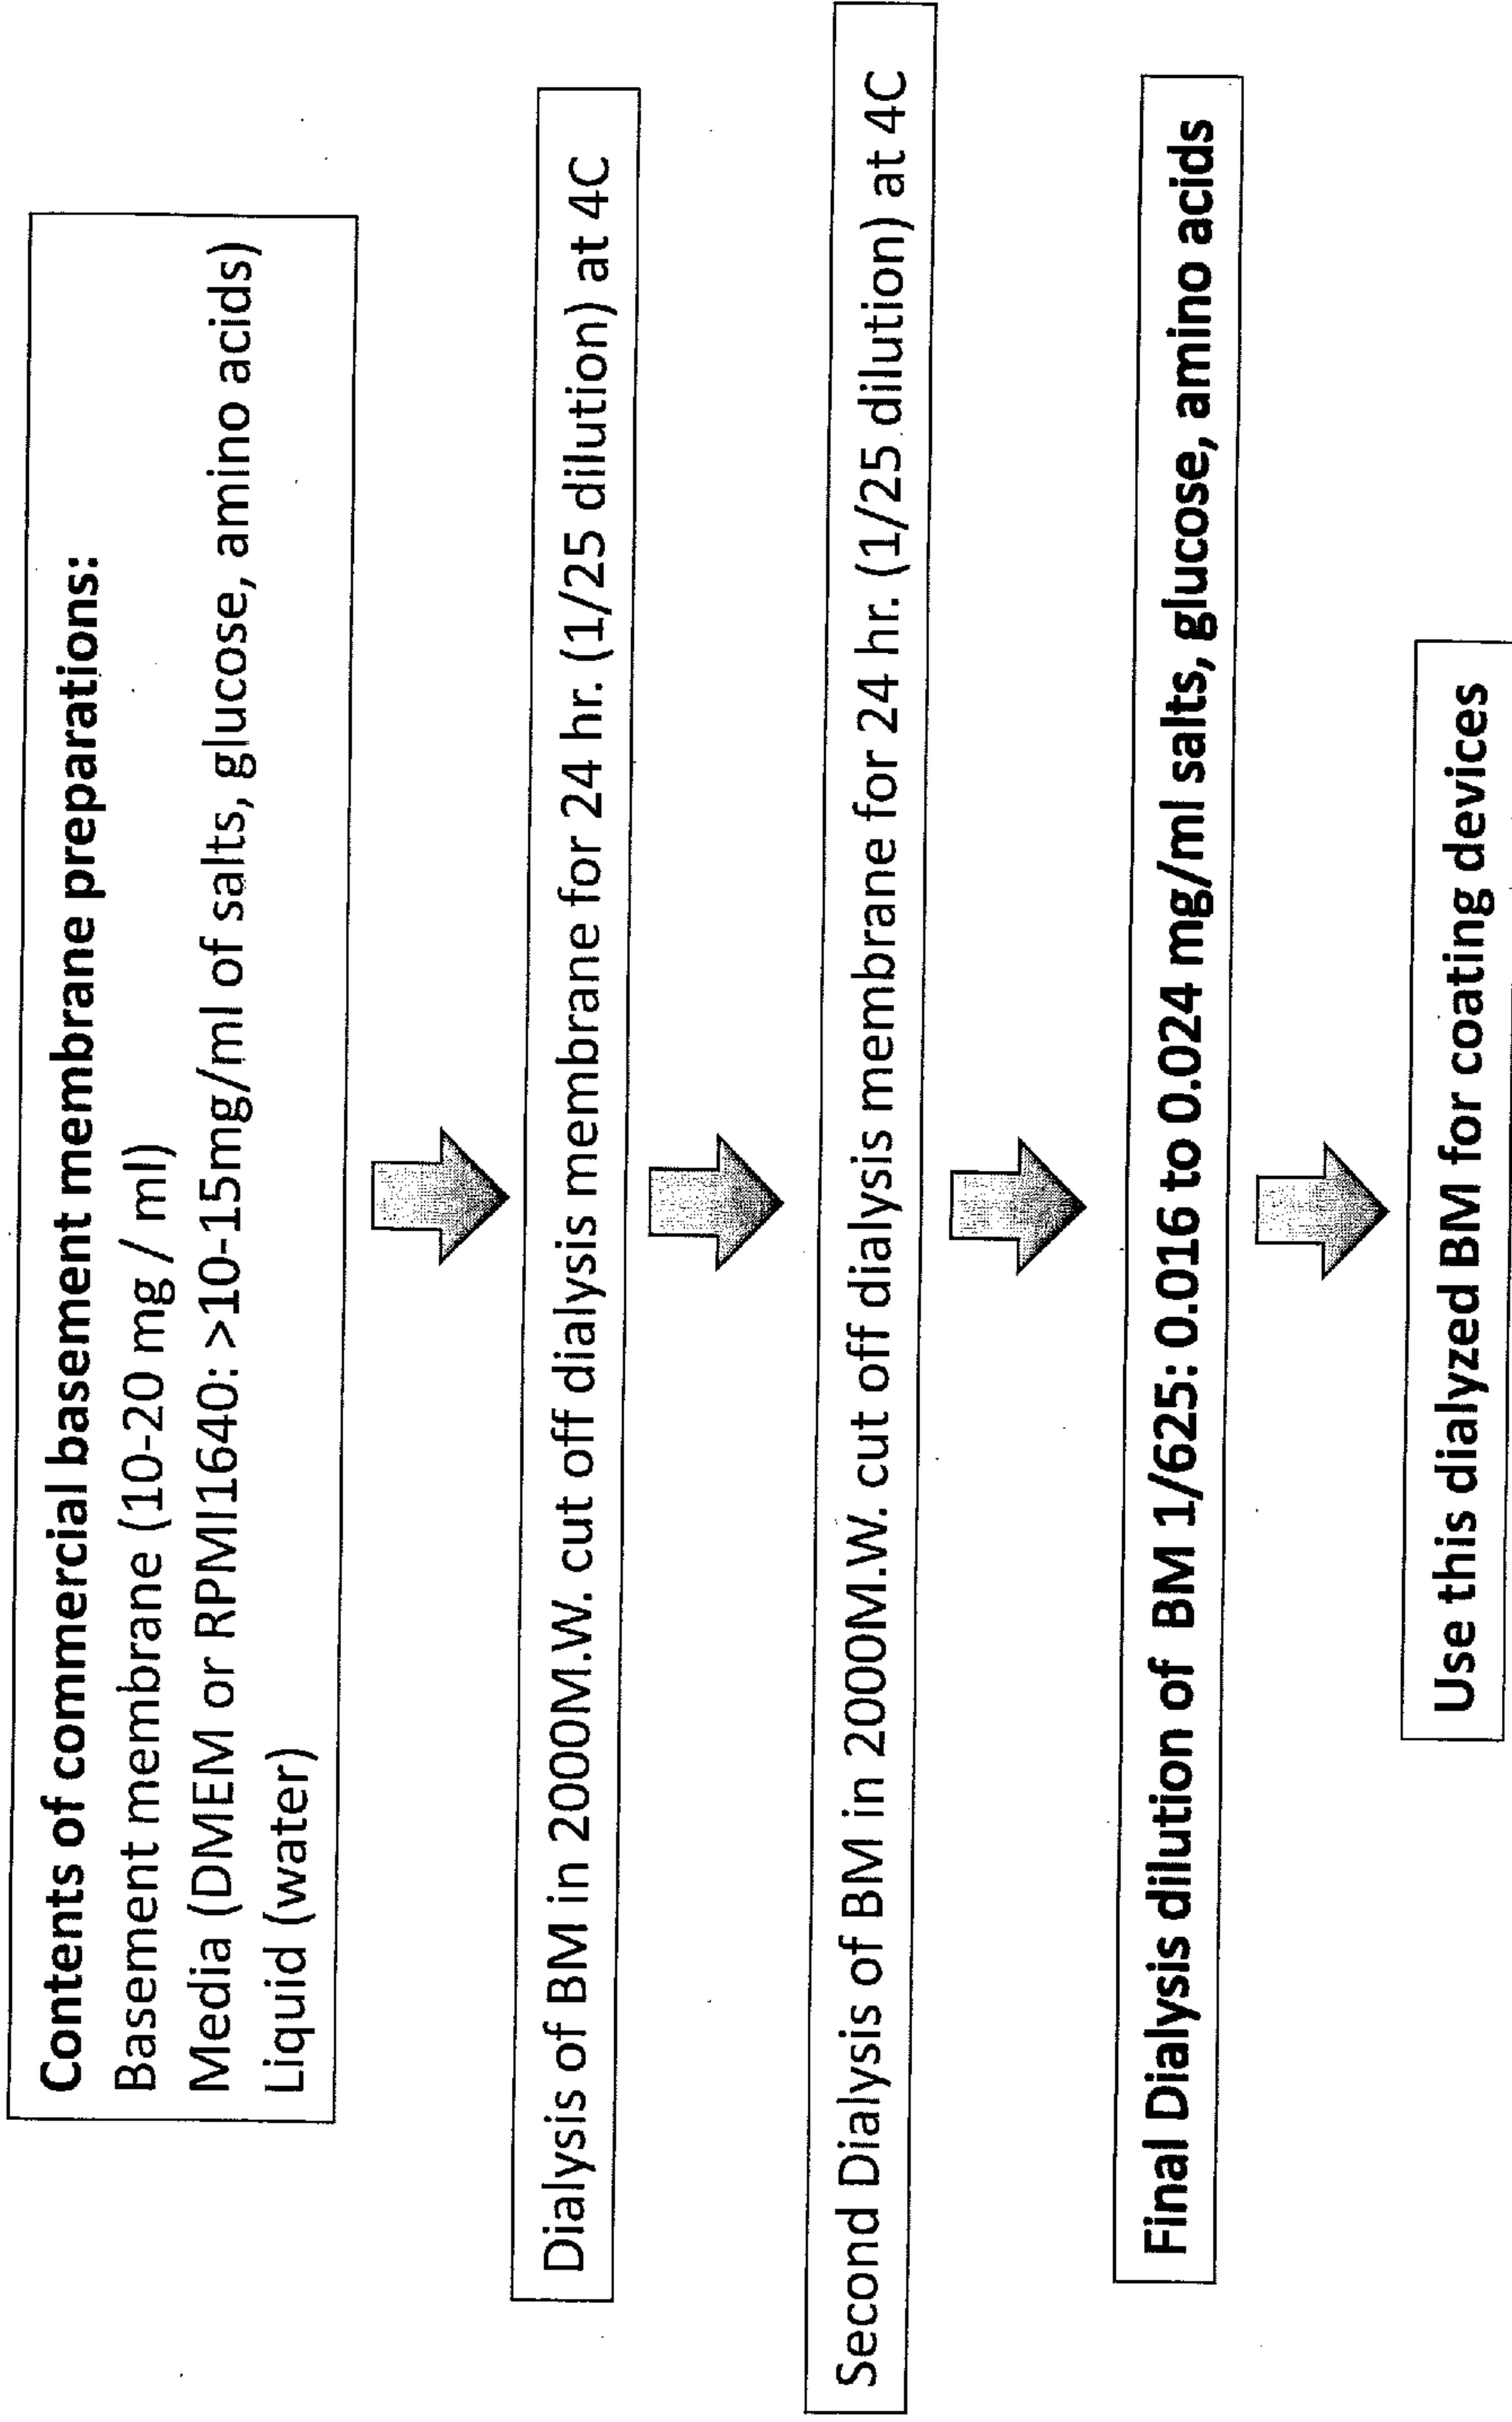 Contents of commercial basement membrane preparations:
Basement membrane (10-20 mg / ml)
Media (DMEM or RPMI1640: >10-15mg/ml of salts, glucose, amino acids)
Liquid (water)
Dialysis of BM in 2000M.W. cut off dialysis membrane for 24 hr. (1/25 dilution) at 4C
Second Dialysis of BM in 2000M.W. cut off dialysis membrane for 24 hr. (1/25 dilution) at 4C
Final Dialysis dilution of BM 1/625: 0.016 to 0.024 mg/ml salts, glucose, amino acids
Use this dialyzed BM for coating devices